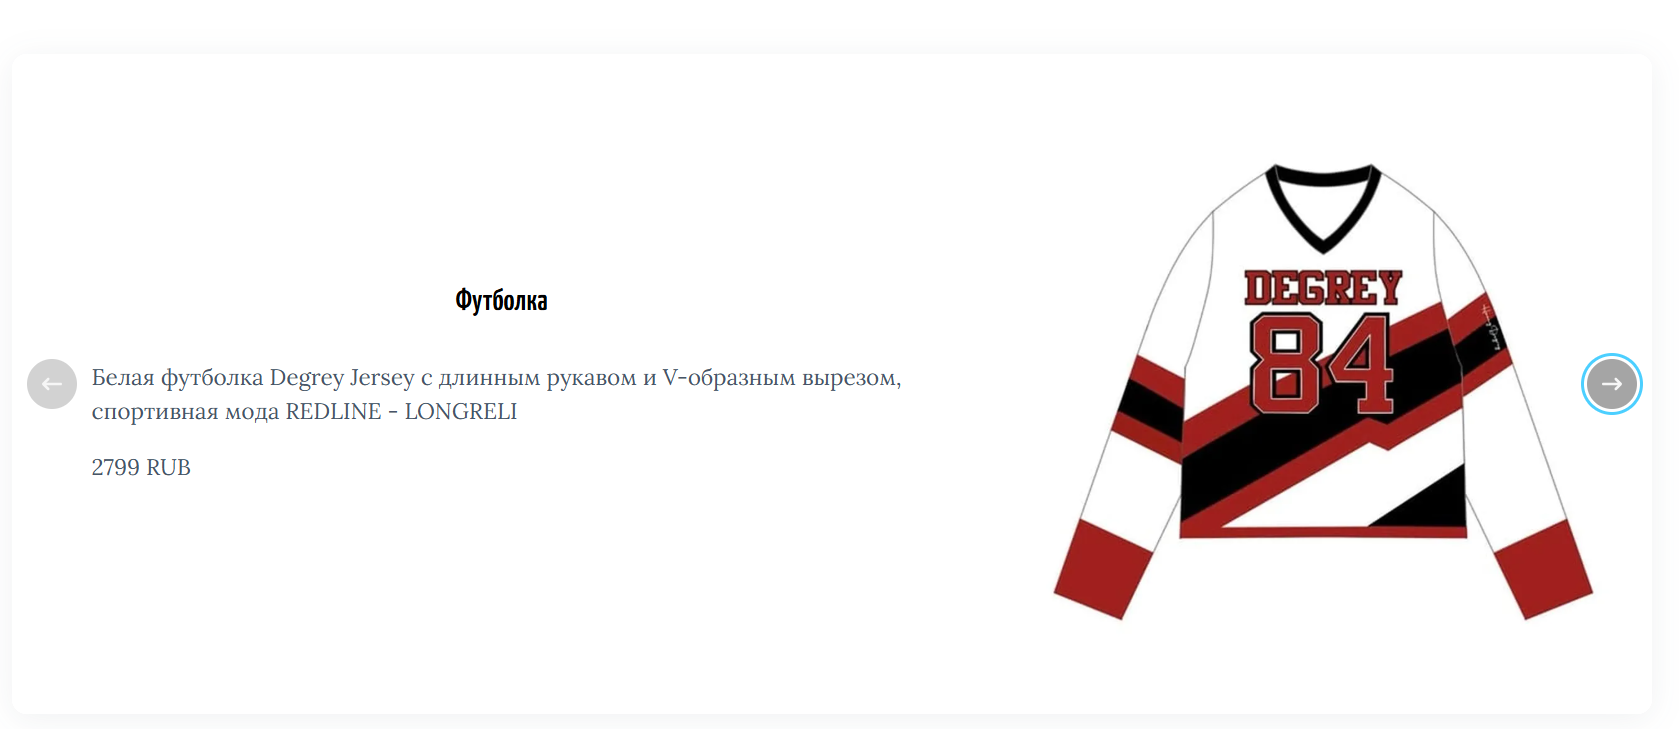 Футболка
Белая футболка Degrey Jersey с длинным рукавом и V-образным вырезом,
спортивная мода REDLINE - LONGRELI
2799 RUB
DEGREY
84